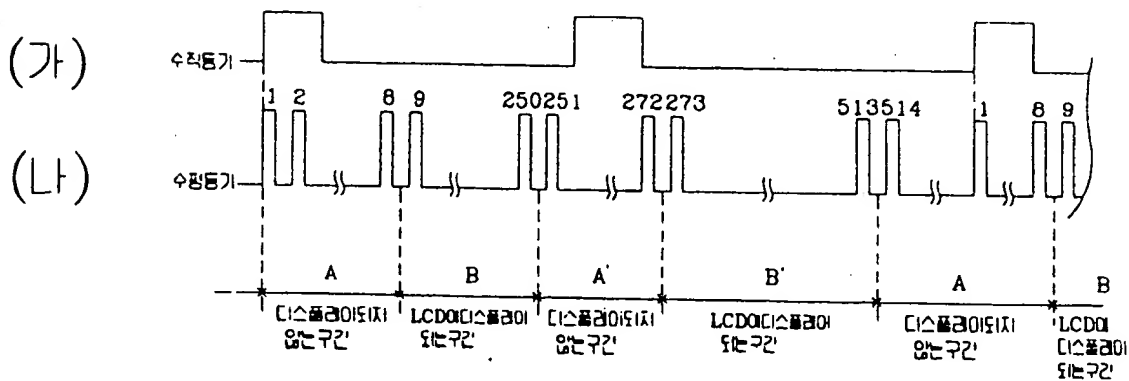 (가)
수직동기
1 2 8 9 250 251 272 273 513 514 1 8 9
(나)
수평동기
A B A' B' A B
디스플레이되지 않는구간
LCD에디스플레이 되는구간
디스플레이되지 않는구간
LCD에디스플레이 되는구간
디스플레이되지 않는구간
LCD에 디스플레이 되는구간